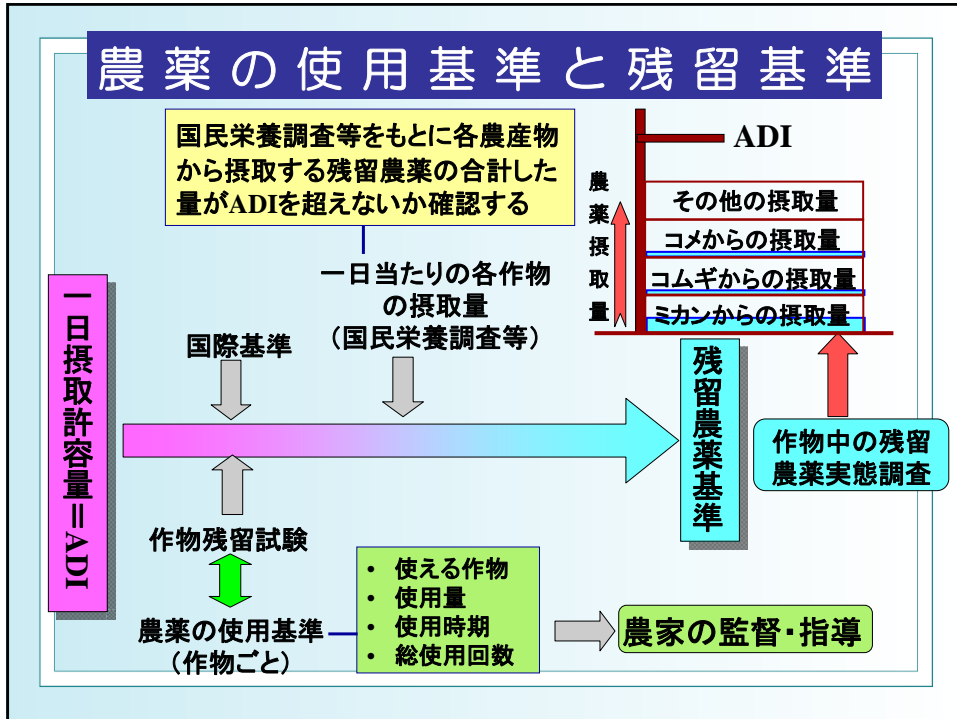 農薬の使用基準と残留基準
国民栄養調査等をもとに各農産物
から摂取する残留農薬の合計した
量がADIを超えないか確認する
ADI
農薬摂取量
その他の摂取量
コメからの摂取量
コムギからの摂取量
ミカンからの摂取量
一日当たりの各作物
の摂取量
（国民栄養調査等）
国際基準
一日摂取許容量＝ADI
残留農薬基準
作物中の残留
農薬実態調査
作物残留試験
• 使える作物
• 使用量
• 使用時期
• 総使用回数
農薬の使用基準
（作物ごと）
農家の監督・指導